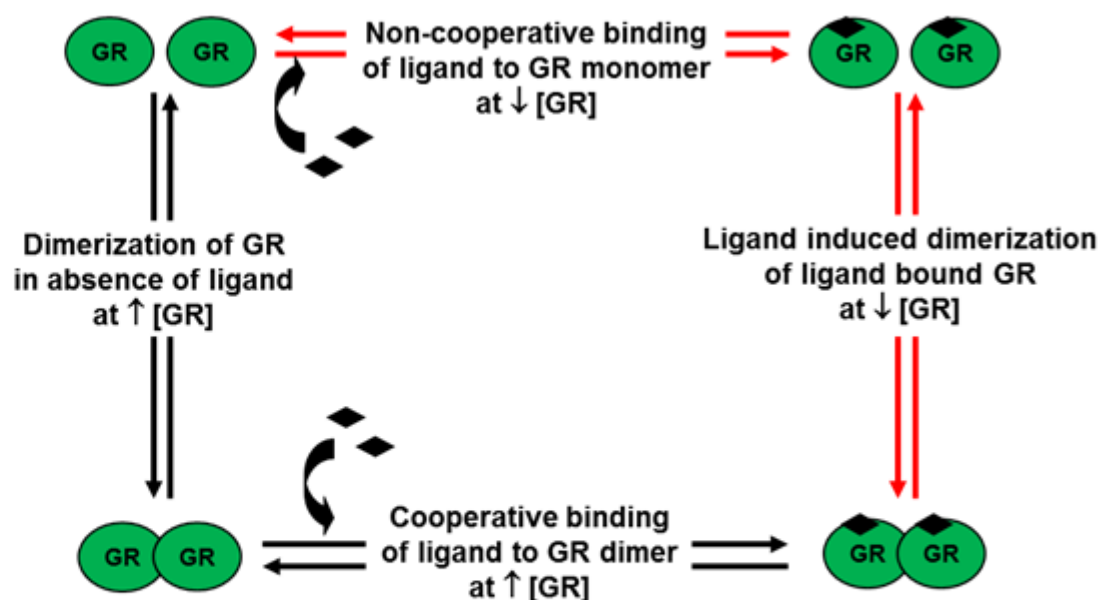 GR GR
Non-cooperative binding
of ligand to GR monomer
at ↓ [GR]
GR GR
Dimerization of GR
in absence of ligand
at ↑ [GR]
Ligand induced dimerization
of ligand bound GR
at ↓ [GR]
GR GR
Cooperative binding
of ligand to GR dimer
at ↑ [GR]
GR GR